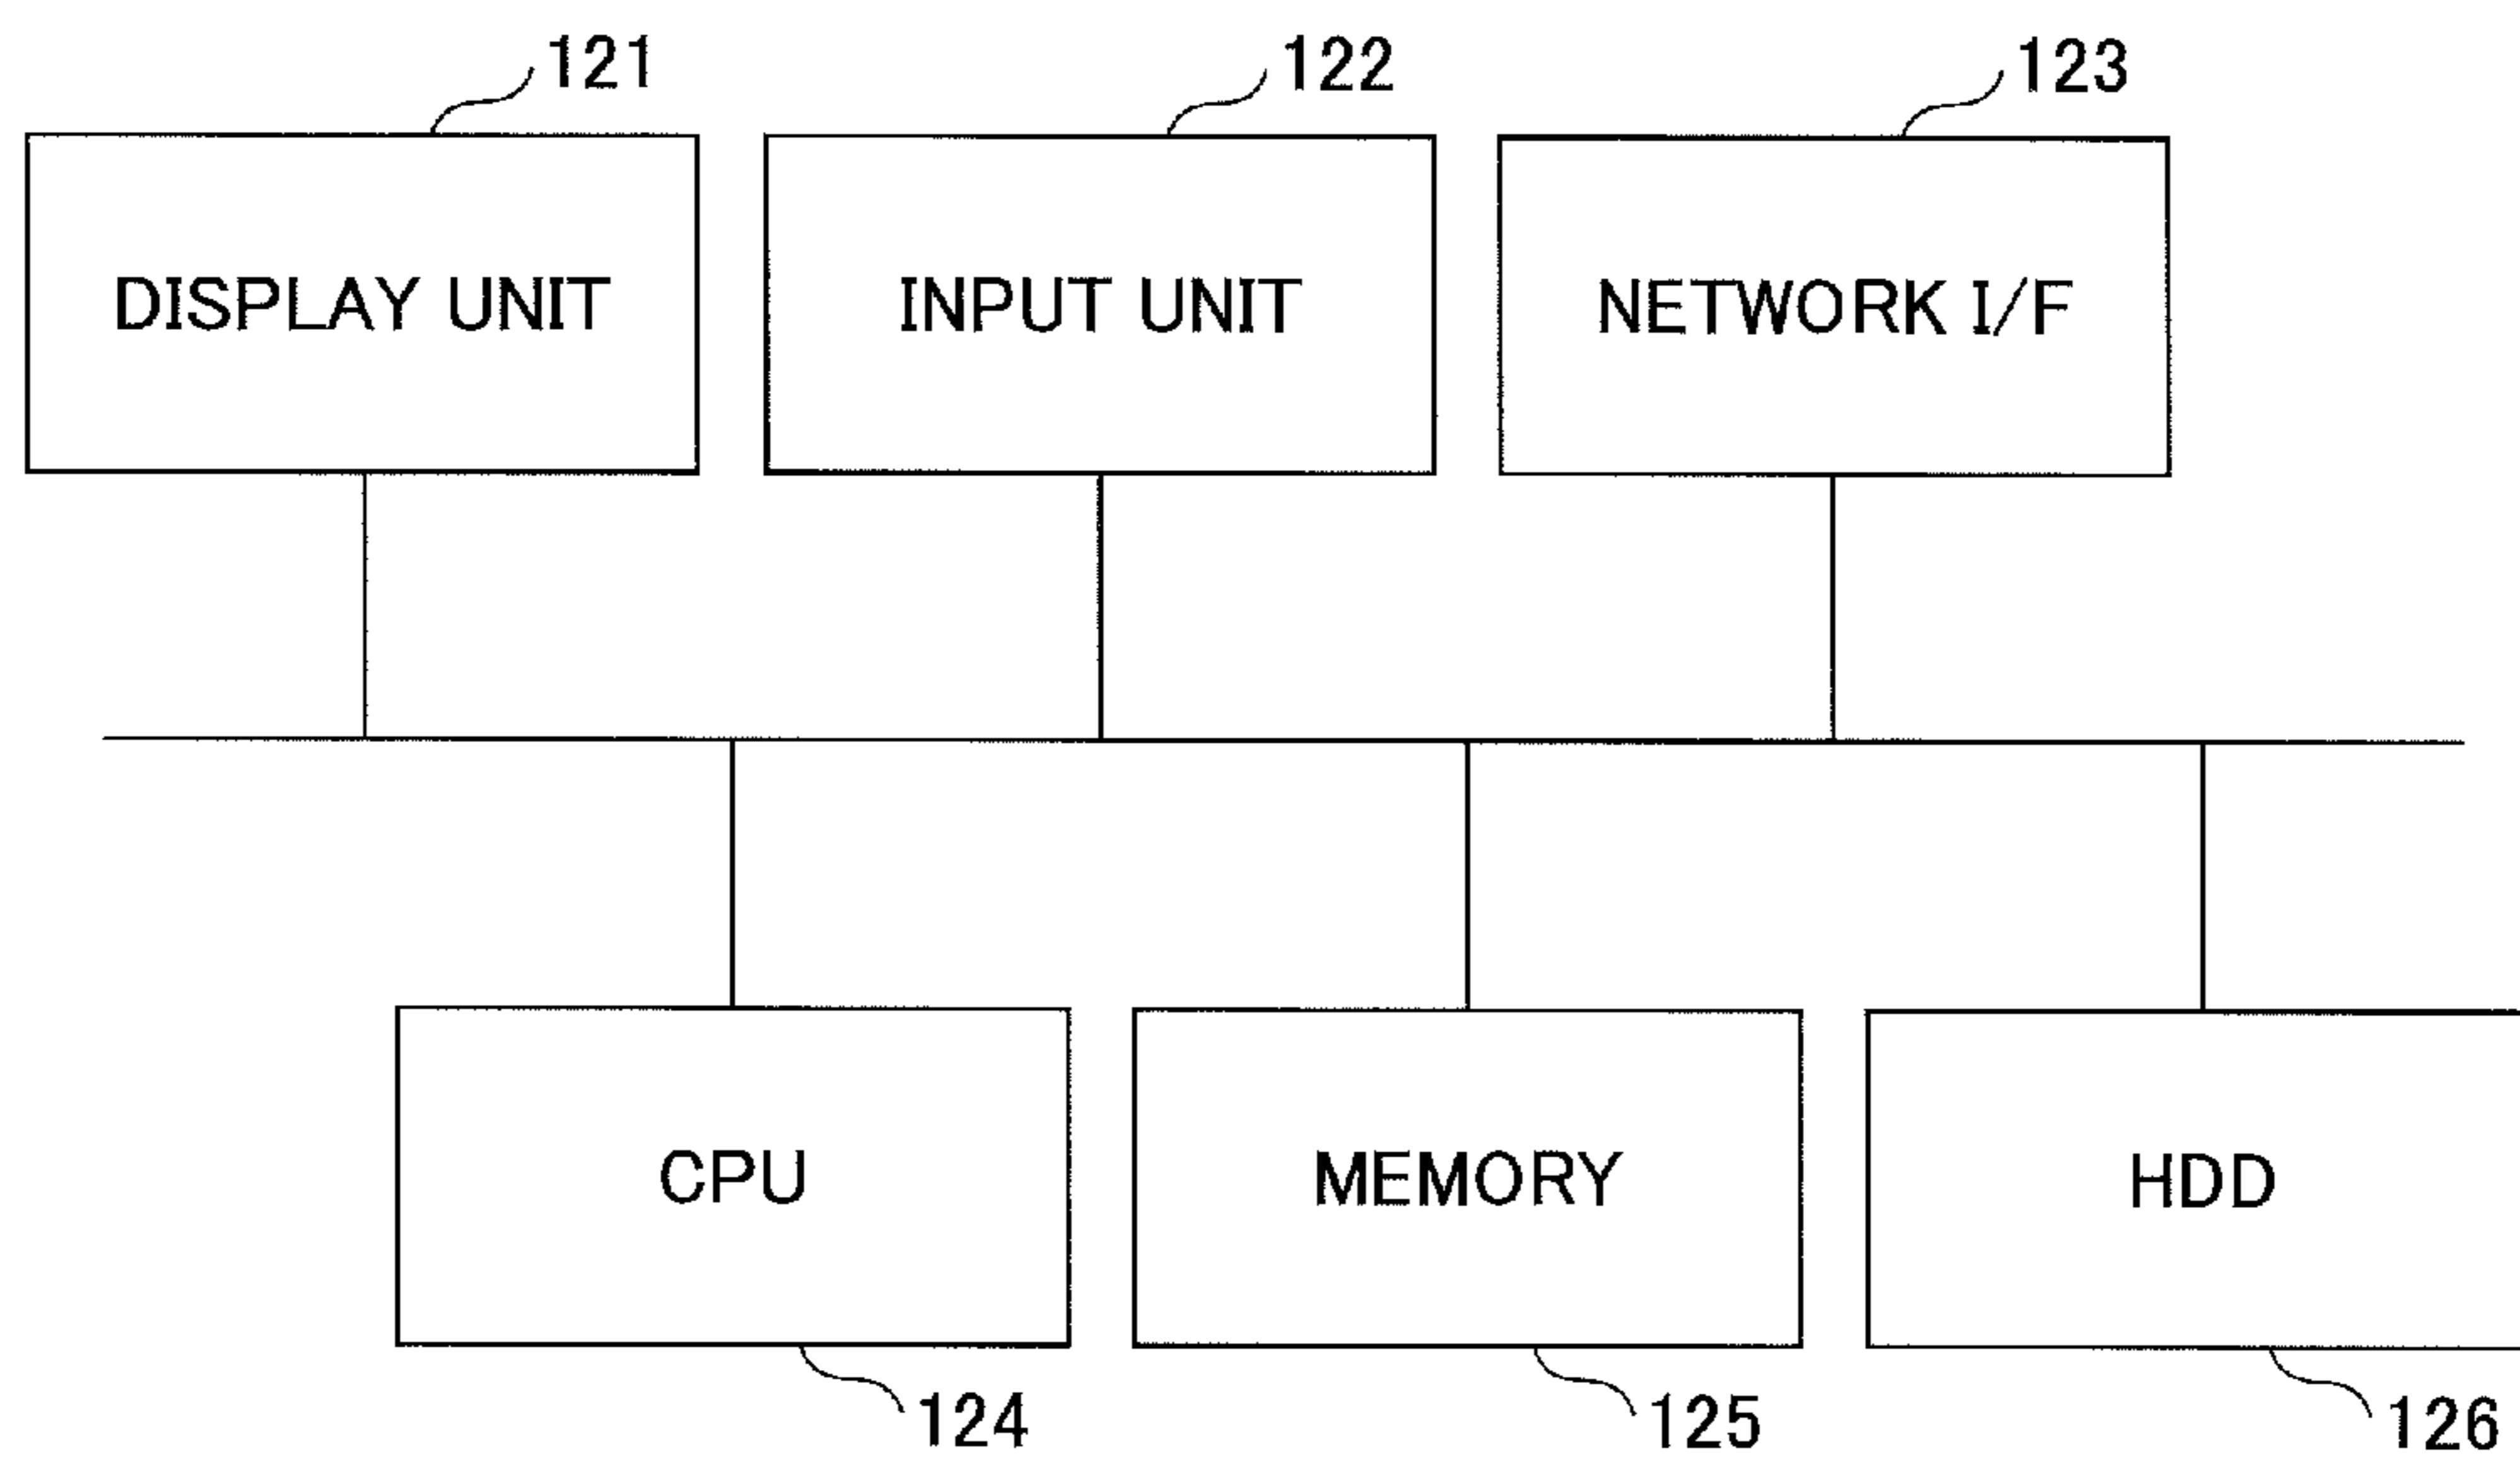 121
122
123
DISPLAY UNIT
INPUT UNIT
NETWORK I/F
CPU
MEMORY
HDD
124
125
126